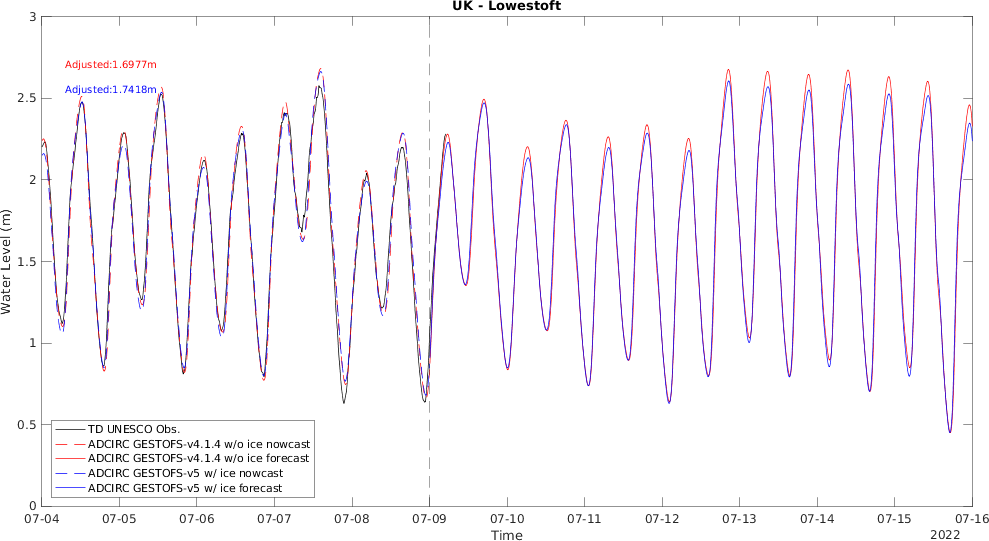 UK - Lowestoft
Adjusted:1.6977m
Adjusted:1.7418m
3
2.5
2
1.5
1
0.5
0
Water Level (m)
TD UNESCO Obs.
ADCIRC GESTOFS-v4.1.4 w/o ice nowcast
ADCIRC GESTOFS-v4.1.4 w/o ice forecast
ADCIRC GESTOFS-v5 w/ ice nowcast
ADCIRC GESTOFS-v5 w/ ice forecast
07-04 07-05 07-06 07-07 07-08 07-09 07-10 07-11 07-12 07-13 07-14 07-15 07-16
Time
2022